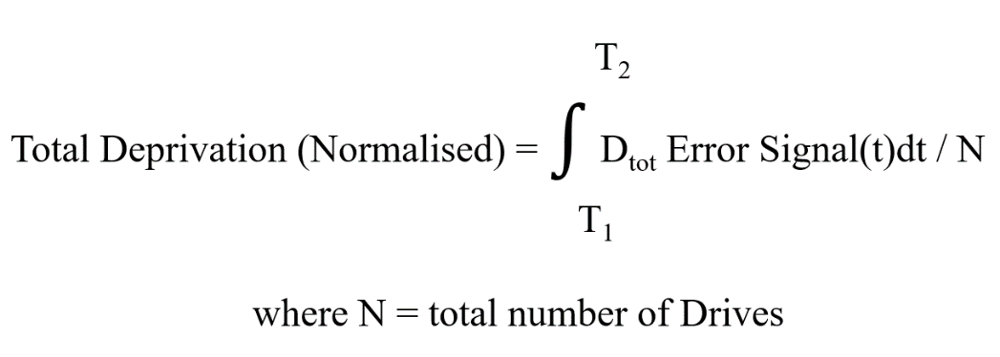 T₂
Total Deprivation (Normalised) = ∫ Dₜₒₜ Error Signal(t)dt / N
T₁
where N = total number of Drives